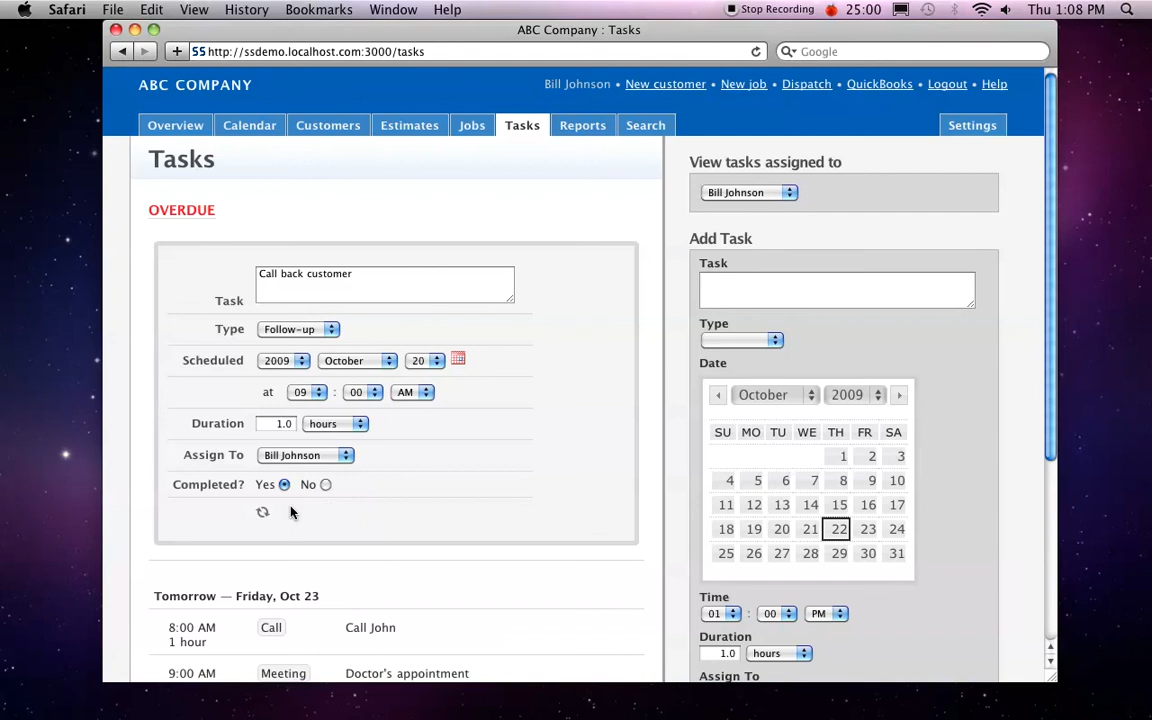 Safari File Edit View History Bookmarks Window Help Stop Recording 25:00 Thu 1:08 PM
ABC Company : Tasks
SS http://ssdemo.localhost.com:3000/tasks Google
ABC COMPANY Bill Johnson • New customer • New job • Dispatch • QuickBooks • Logout • Help
Overview Calendar Customers Estimates Jobs Tasks Reports Search Settings
Tasks
OVERDUE
Task Call back customer
Type Follow-up
Scheduled 2009 October 20
at 09 : 00 AM
Duration 1.0 hours
Assign To Bill Johnson
Completed? Yes No
Tomorrow — Friday, Oct 23
8:00 AM Call Call John
1 hour
9:00 AM Meeting Doctor's appointment
View tasks assigned to
Bill Johnson
Add Task
Task
Type
Date
October 2009
SU MO TU WE TH FR SA
1 2 3
4 5 6 7 8 9 10
11 12 13 14 15 16 17
18 19 20 21 22 23 24
25 26 27 28 29 30 31
Time
01 : 00 PM
Duration
1.0 hours
Assign To